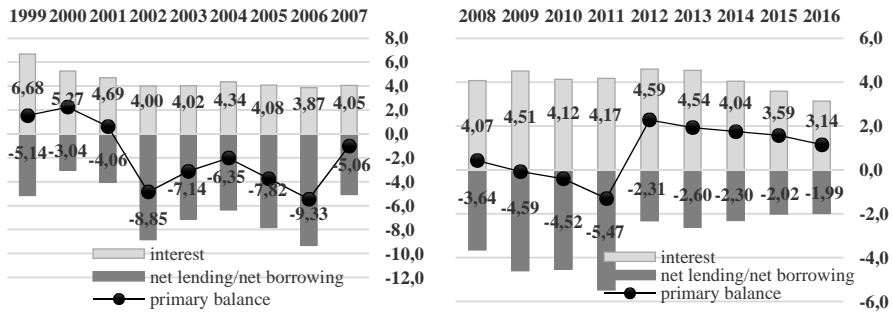 1999 2000 2001 2002 2003 2004 2005 2006 2007
8,0
6,0
4,0
2,0
0,0
-2,0
-4,0
-6,0
-8,0
-10,0
-12,0
6,68 5,27 4,69 4,00 4,02 4,34 4,08 3,87 4,05
-5,14 -3,04 -4,06 -8,85 -7,14 -6,35 -7,82 -9,33 -5,06
interest
net lending/net borrowing
primary balance
2008 2009 2010 2011 2012 2013 2014 2015 2016
6,0
4,0
2,0
0,0
-2,0
-4,0
-6,0
4,07 4,51 4,12 4,17 4,59 4,54 4,04 3,59 3,14
-3,64 -4,59 -4,52 -5,47 -2,31 -2,60 -2,30 -2,02 -1,99
interest
net lending/net borrowing
primary balance